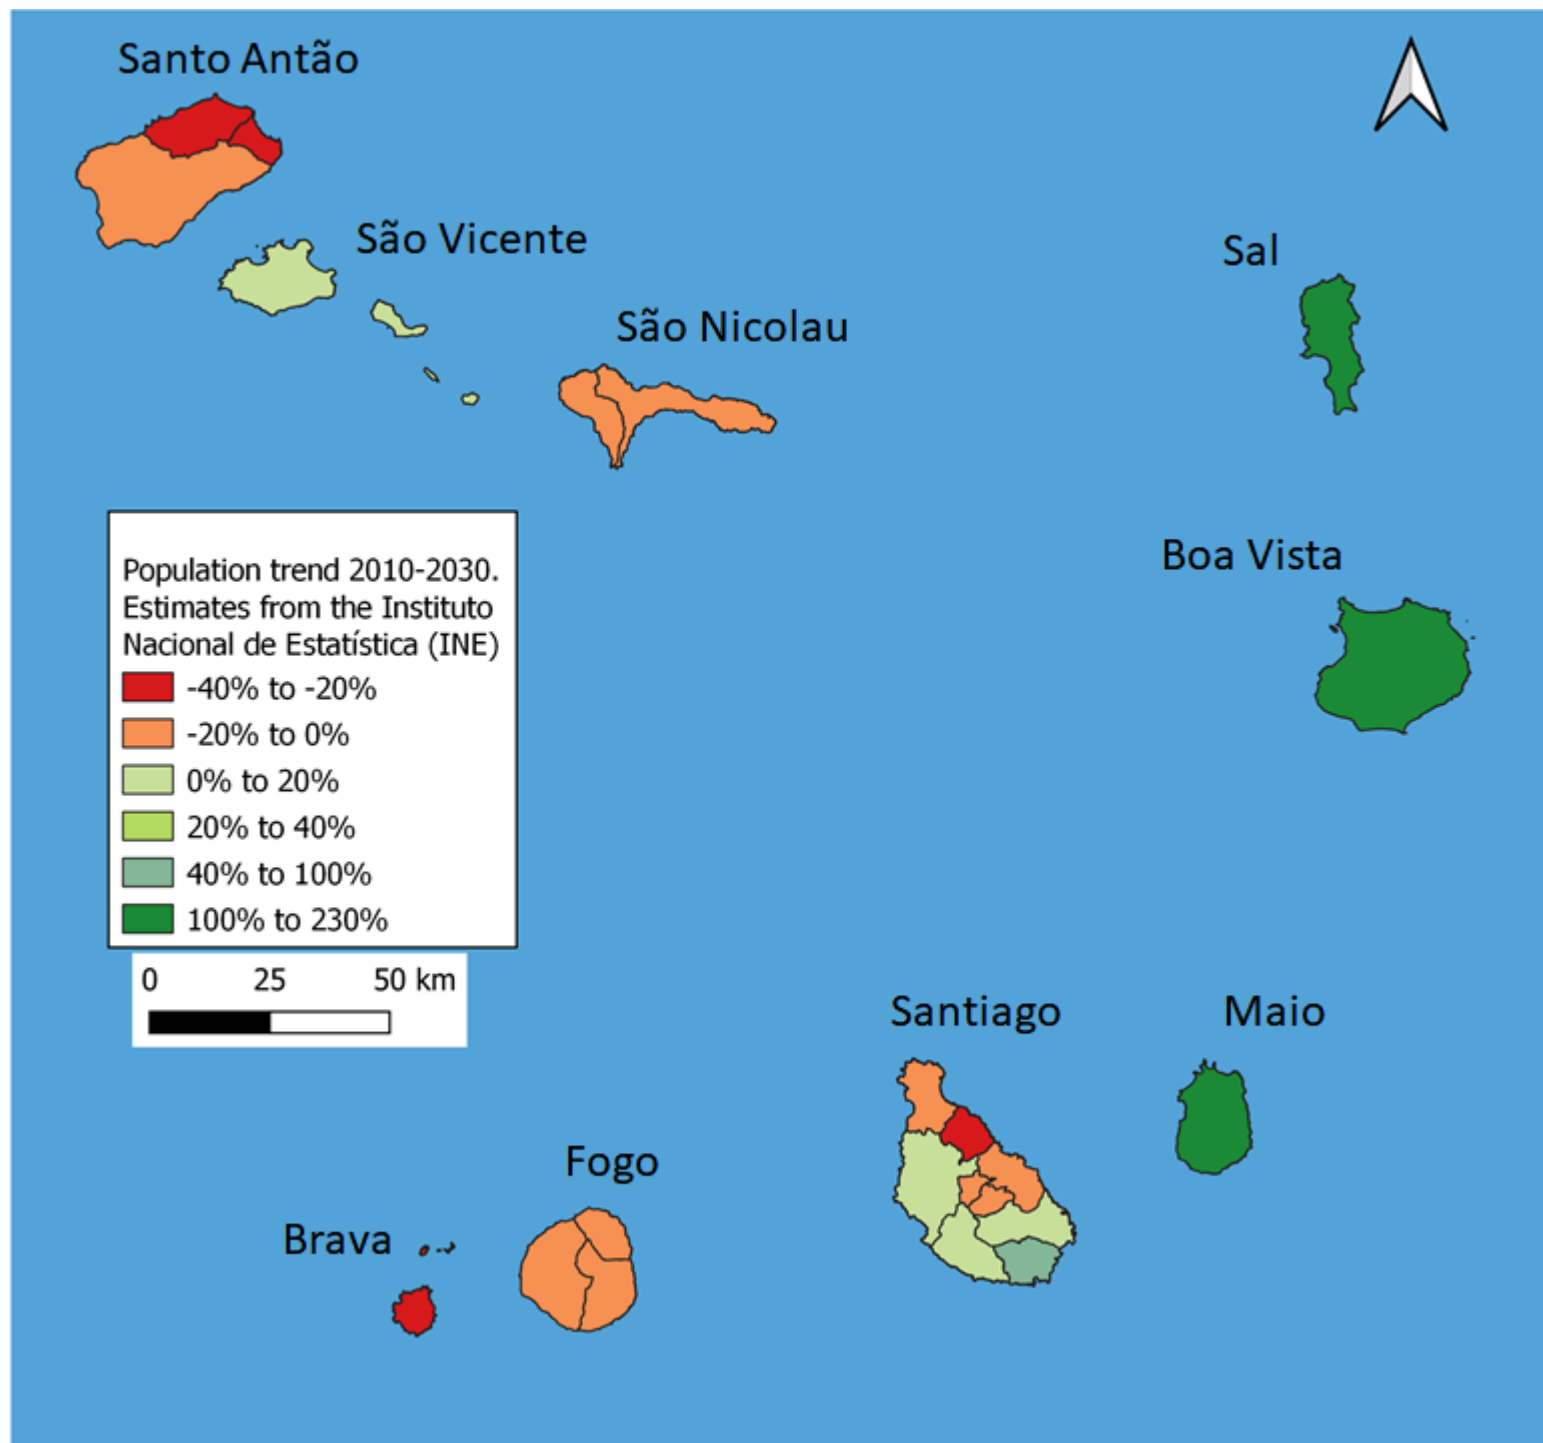 Santo Antão
São Vicente
Sal
São Nicolau
Boa Vista
Population trend 2010-2030.
Estimates from the Instituto
Nacional de Estatística (INE)
-40% to -20%
-20% to 0%
0% to 20%
20% to 40%
40% to 100%
100% to 230%
0 25 50 km
Santiago
Maio
Fogo
Brava